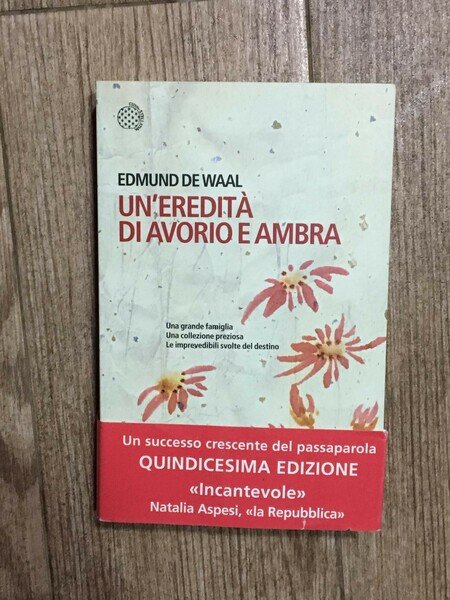 EDMUND DE WAAL
UN'EREDITÀ
DI AVORIO E AMBRA
Una grande famiglia
Una collezione preziosa
Le imprevedibili svolte del destino
Un successo crescente del passaparola
QUINDICESIMA EDIZIONE
«Incantevole»
Natalia Aspesi, «la Repubblica»